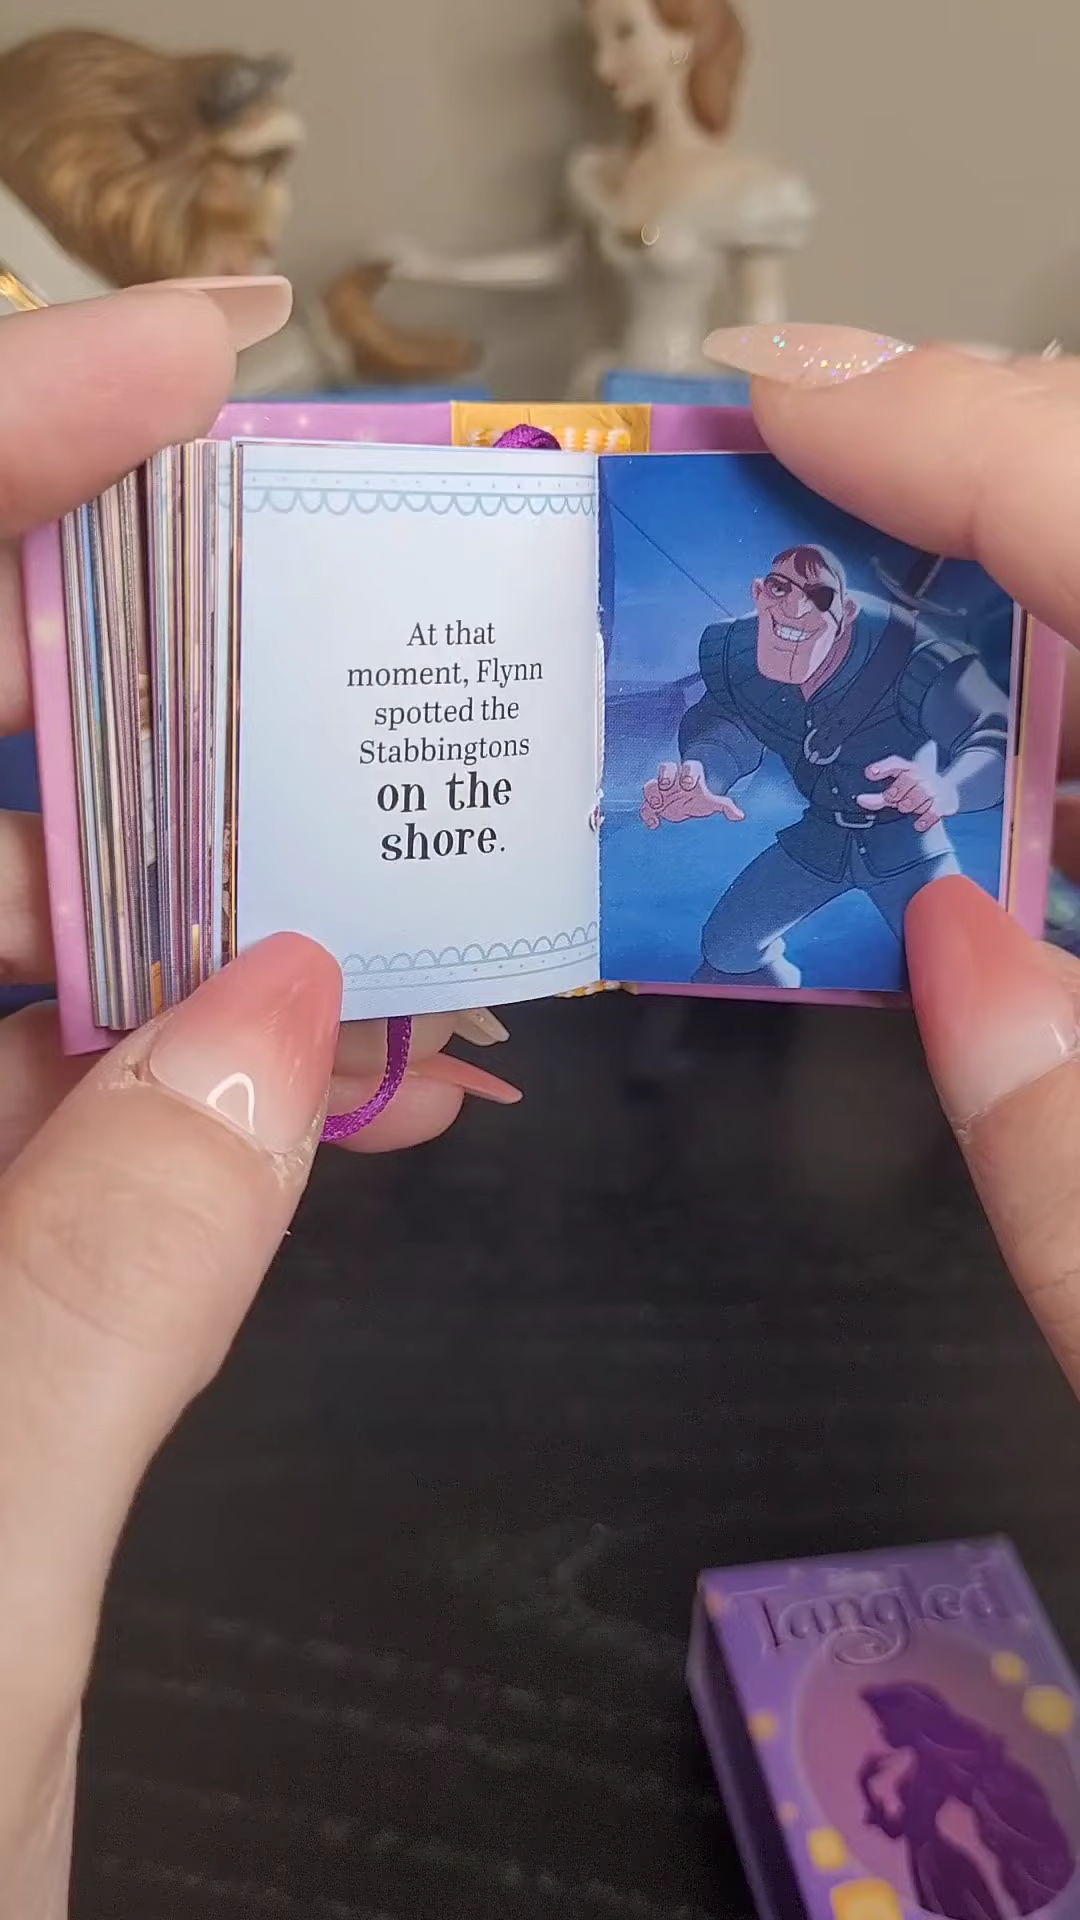 At that
moment, Flynn
spotted the
Stabbingtons
on the
shore.
Tangled